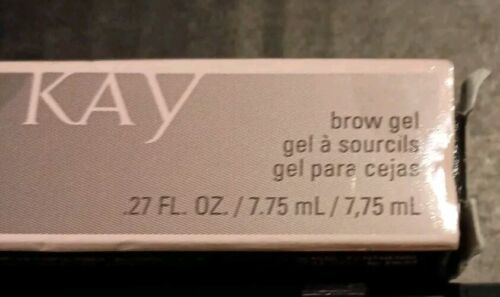 KAY
brow gel
gel à sourcils
gel para cejas
.27 FL. OZ. / 7.75 mL / 7,75 mL